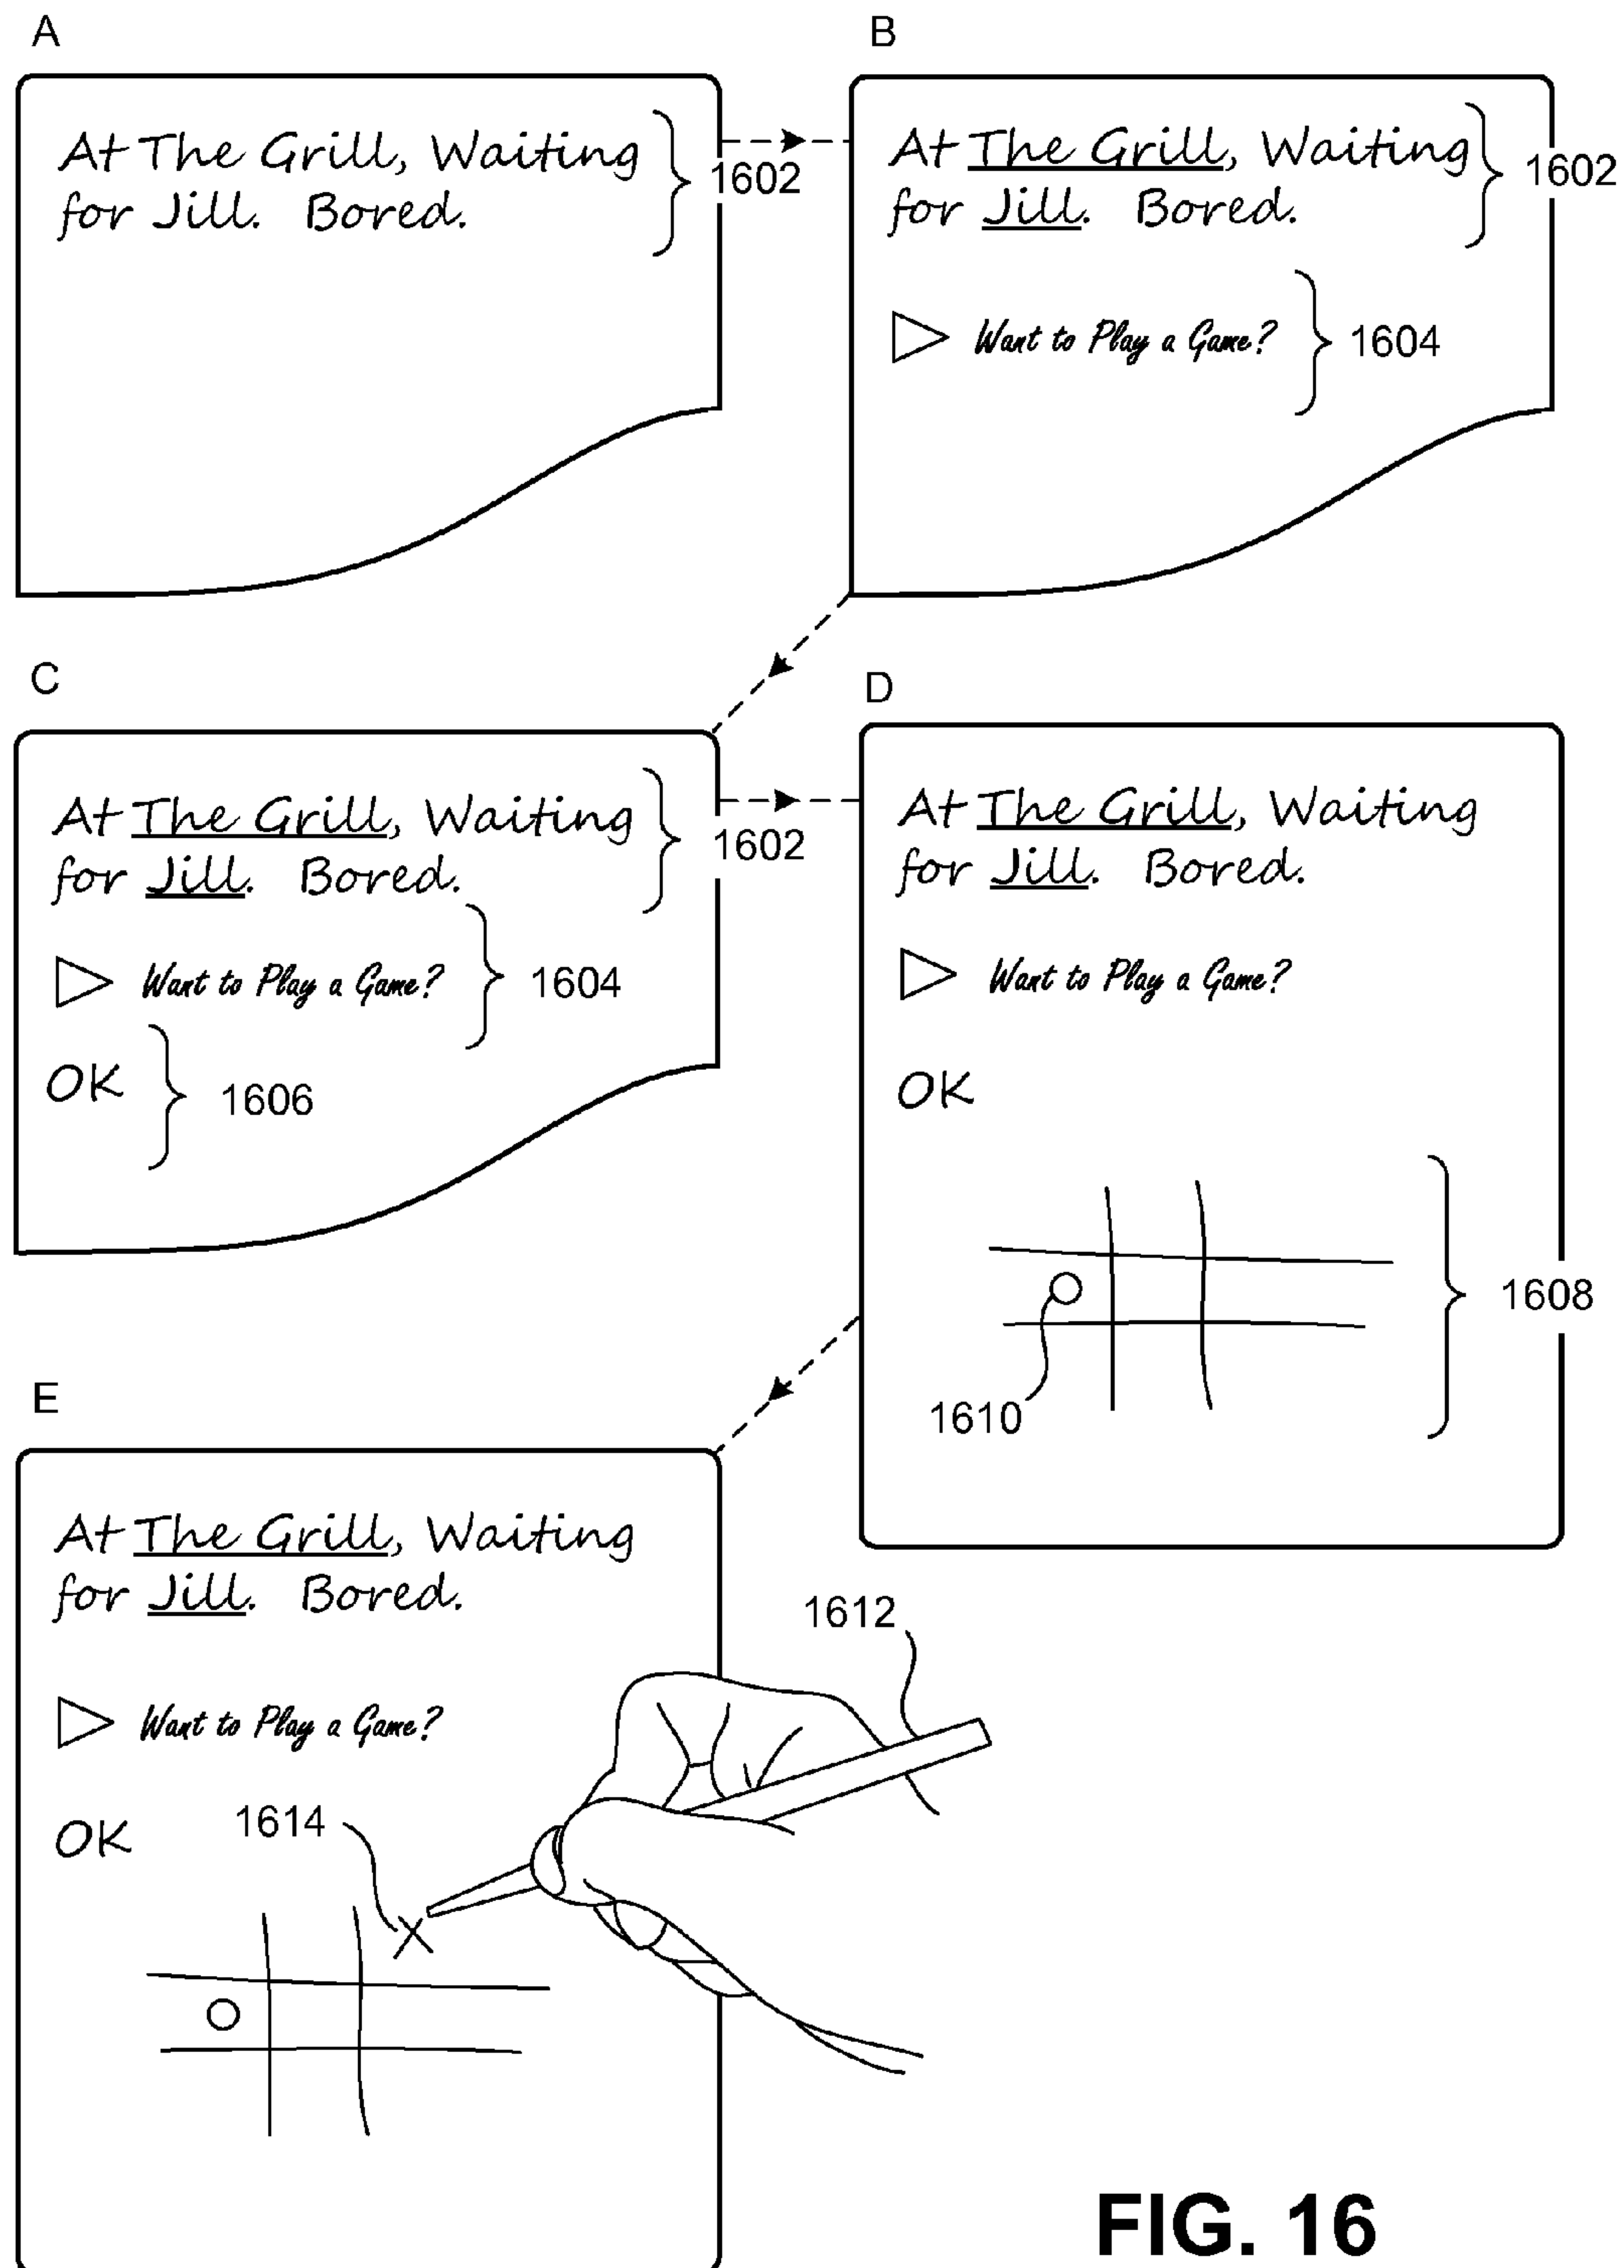 A
At The Grill, Waiting
for Jill. Bored.
1602
B
At The Grill, Waiting
for Jill. Bored.
1602
Want to Play a Game?
1604
C
At The Grill, Waiting
for Jill. Bored.
1602
Want to Play a Game?
1604
OK
1606
D
At The Grill, Waiting
for Jill. Bored.
Want to Play a Game?
OK
1608
1610
E
At The Grill, Waiting
for Jill. Bored.
1612
Want to Play a Game?
OK
1614
FIG. 16